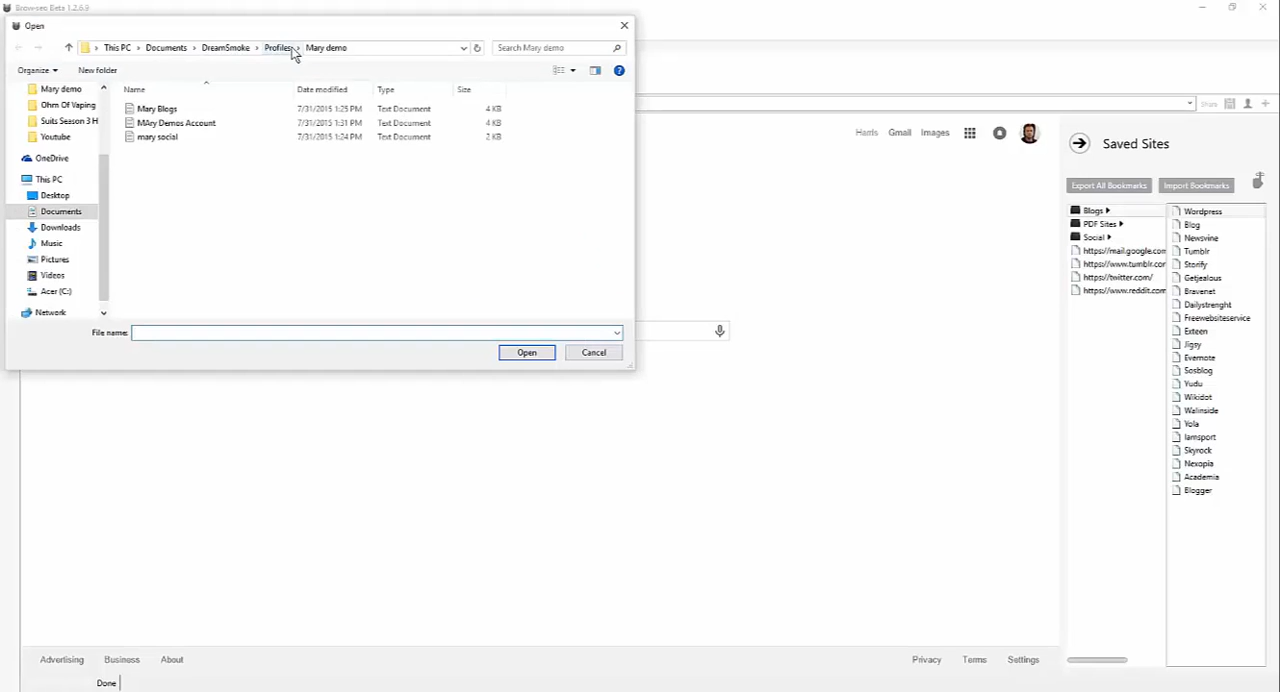 Browseo Beta 1.2.6.9
Open
This PC › Documents › DreamSmoke › Profiles › Mary demo
Search Mary demo
Organize
New folder
Name
Date modified
Type
Size
Mary Blogs 7/31/2015 1:25 PM Text Document 4 KB
MAry Demos Account 7/31/2015 1:31 PM Text Document 4 KB
mary social 7/31/2015 1:24 PM Text Document 2 KB
Mary demo
Ohm Of Vaping
Suits Season 3 H
Youtube
OneDrive
This PC
Desktop
Documents
Downloads
Music
Pictures
Videos
Acer (C:)
Network
File name:
Open
Cancel
Share
Harris
Gmail
Images
Saved Sites
Export All Bookmarks
Import Bookmarks
Blogs
PDF Sites
Social
https://mail.google.com
https://www.tumblr.cor
https://twitter.com/
https://www.reddit.com
Wordpress
Blog
Newsvine
Tumblr
Storify
Getjealous
Bravenet
Dailystrenght
Freewebsiteservice
Exteen
Jigsy
Evernote
Sosblog
Yudu
Wikidot
Walinside
Yola
Iamsport
Skyrock
Nexopia
Academia
Blogger
Advertising
Business
About
Privacy
Terms
Settings
Done